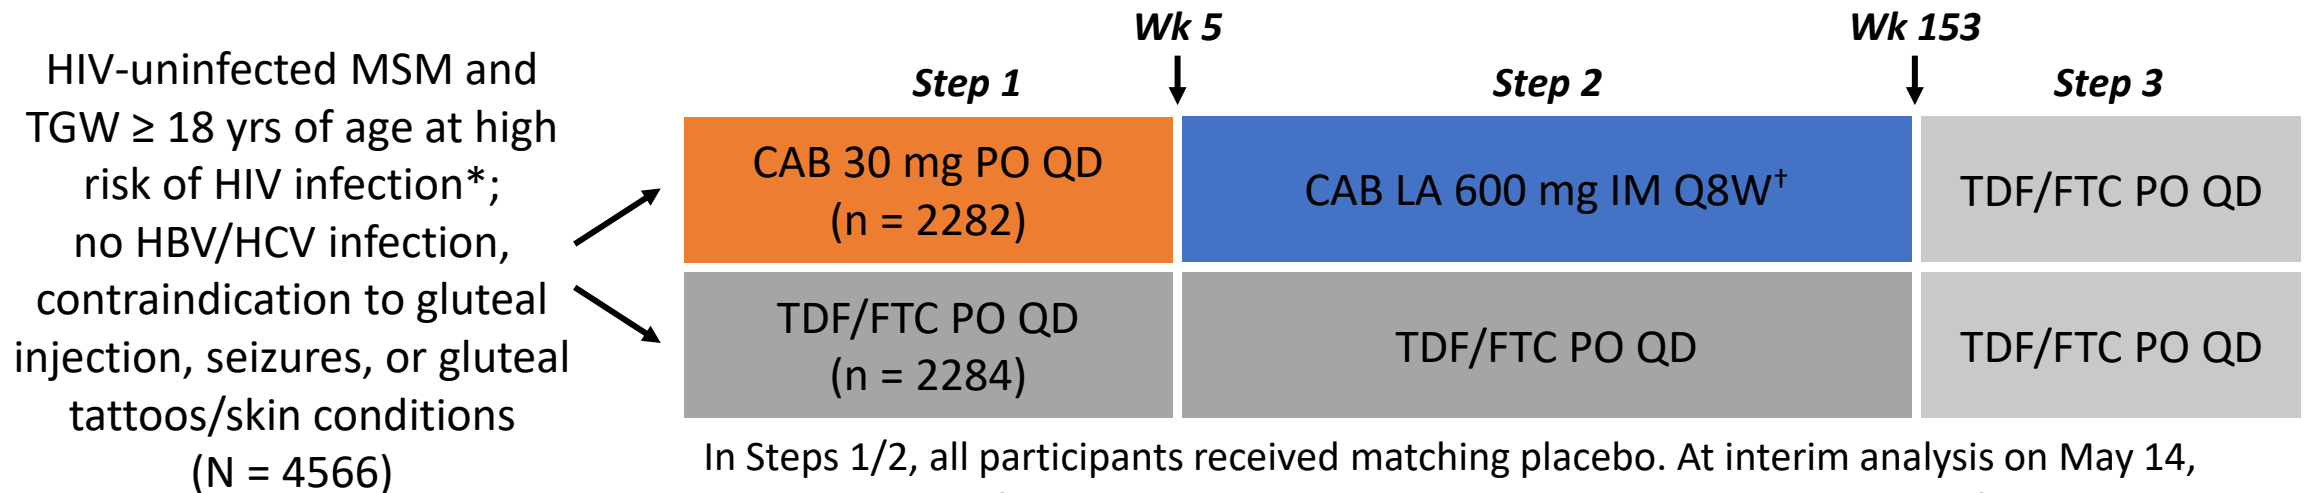 HIV-uninfected MSM and
TGW ≥ 18 yrs of age at high
risk of HIV infection*;
no HBV/HCV infection,
contraindication to gluteal
injection, seizures, or gluteal
tattoos/skin conditions
(N = 4566)
Wk 5
Wk 153
Step 1
Step 2
Step 3
CAB 30 mg PO QD
(n = 2282)
CAB LA 600 mg IM Q8W†
TDF/FTC PO QD
TDF/FTC PO QD
(n = 2284)
TDF/FTC PO QD
TDF/FTC PO QD
In Steps 1/2, all participants received matching placebo. At interim analysis on May 14,